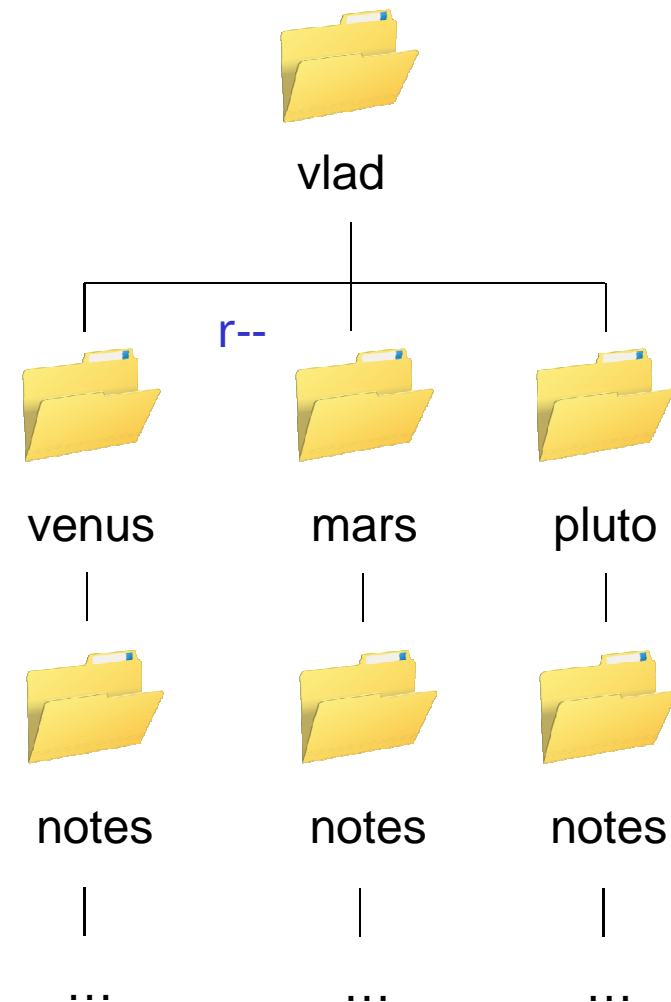 vlad
r--
venus mars pluto
notes notes notes
... ... ...